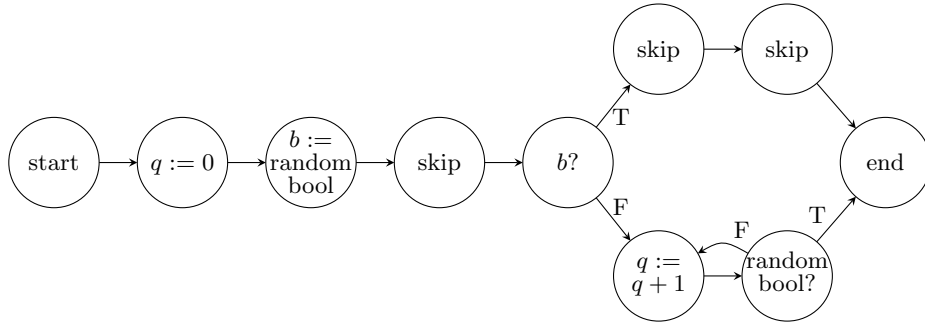 start
q := 0
b :=
random
bool
skip
b?
T
F
skip
skip
q :=
q + 1
F
random
bool?
T
end